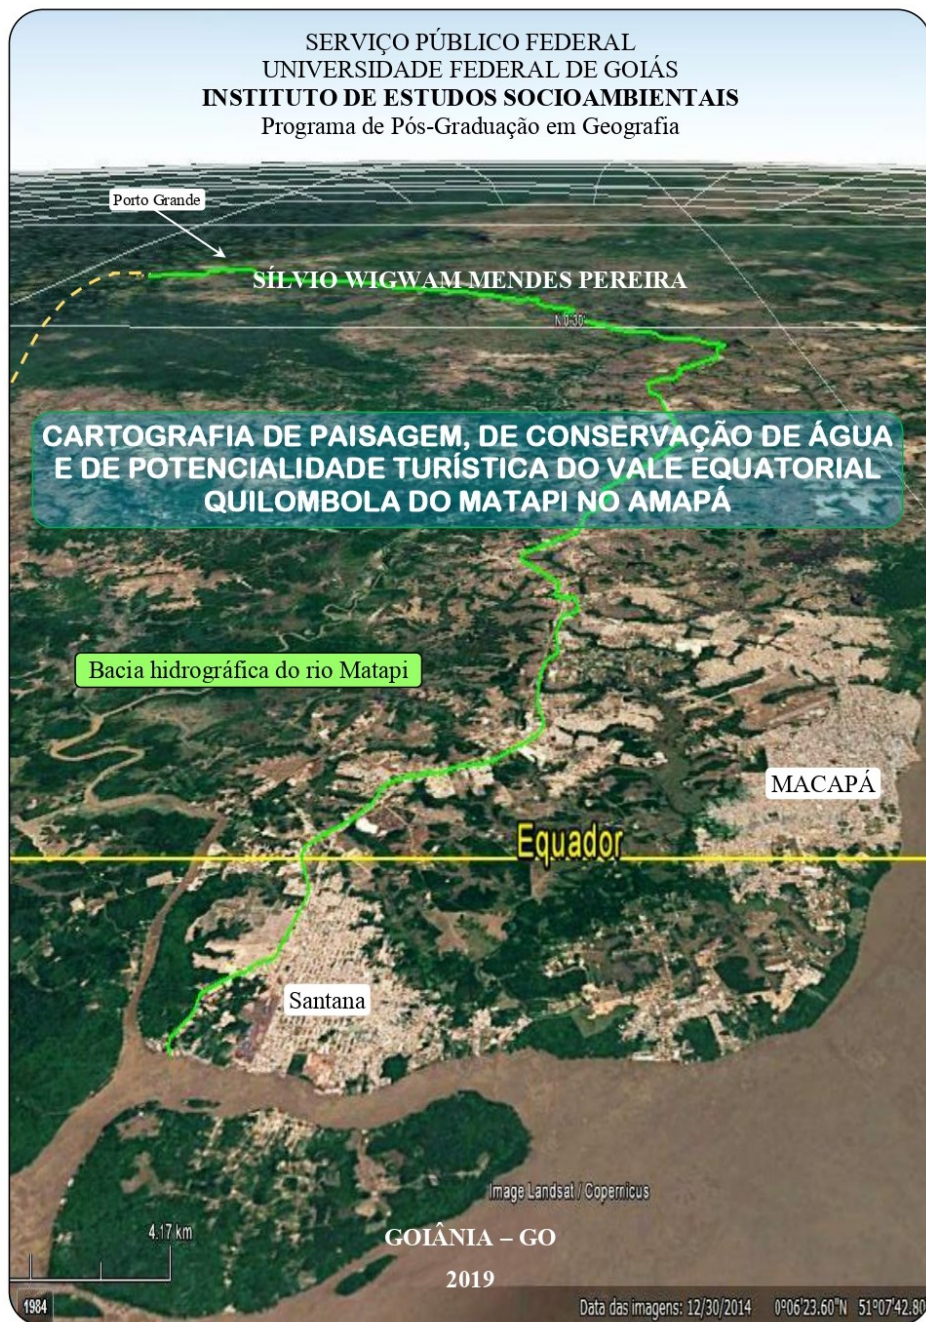 SERVIÇO PÚBLICO FEDERAL
UNIVERSIDADE FEDERAL DE GOIÁS
INSTITUTO DE ESTUDOS SOCIOAMBIENTAIS
Programa de Pós-Graduação em Geografia
Porto Grande
SÍLVIO WIGWAM MENDES PEREIRA
N 0°30'
CARTOGRAFIA DE PAISAGEM, DE CONSERVAÇÃO DE ÁGUA
E DE POTENCIALIDADE TURÍSTICA DO VALE EQUATORIAL
QUILOMBOLA DO MATAPI NO AMAPÁ
Bacia hidrográfica do rio Matapi
MACAPÁ
Equador
Santana
Image Landsat / Copernicus
4.17 km
GOIÂNIA – GO
2019
1984
Data das imagens: 12/30/2014 0°06'23.60"N 51°07'42.80